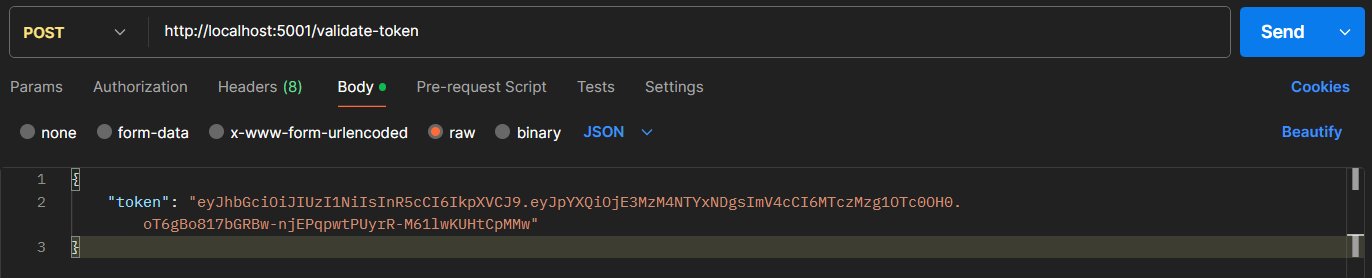 POST http://localhost:5001/validate-token Send
Params Authorization Headers (8) Body Pre-request Script Tests Settings Cookies
none form-data x-www-form-urlencoded raw binary JSON Beautify
1 {
2 "token": "eyJhbGciOiJIUzI1NiIsInR5cCI6IkpXVCJ9.eyJpYXQiOjE3MzM4NTYxNDgsImV4cCI6MTczMzg1OTc0OH0.
oT6gBo817bGRBw-njEPqpwtPUyrR-M61lwKUHtCpMMw"
3 }